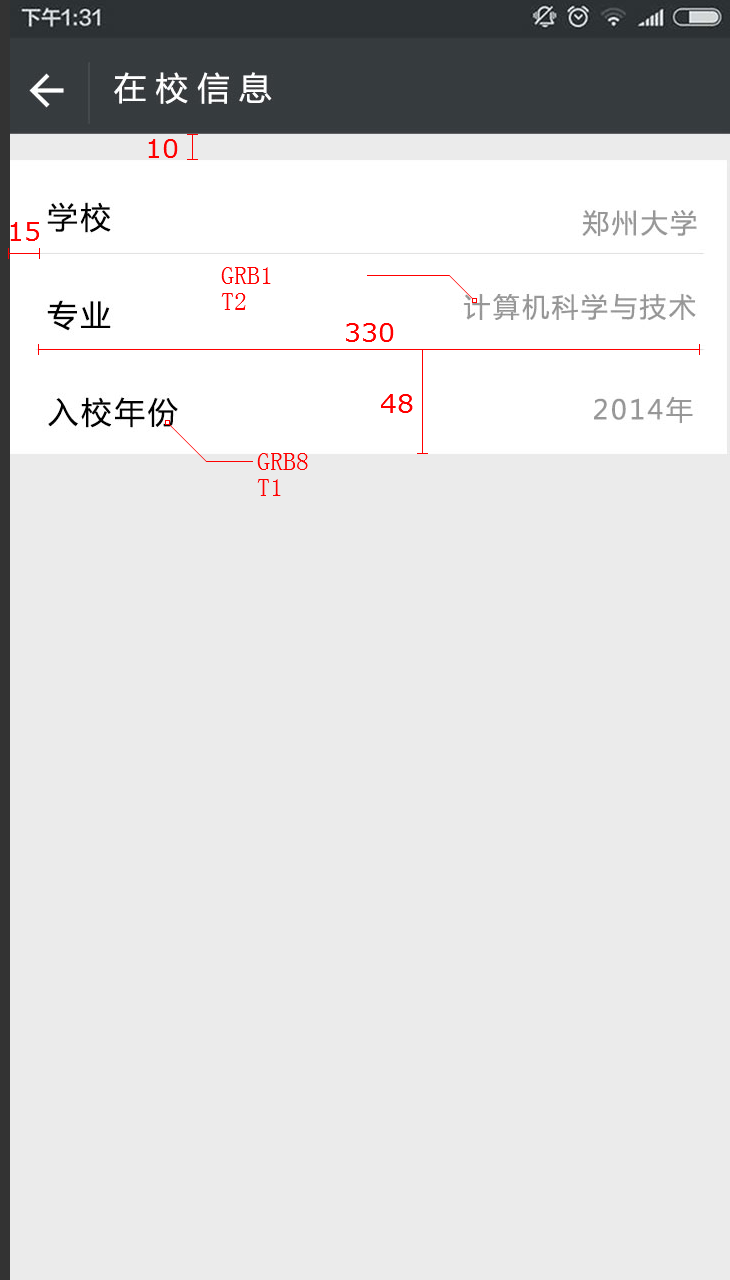 下午1:31
在校信息
10
学校
郑州大学
15
GRB1
T2
专业
计算机科学与技术
330
48
入校年份
2014年
GRB8
T1